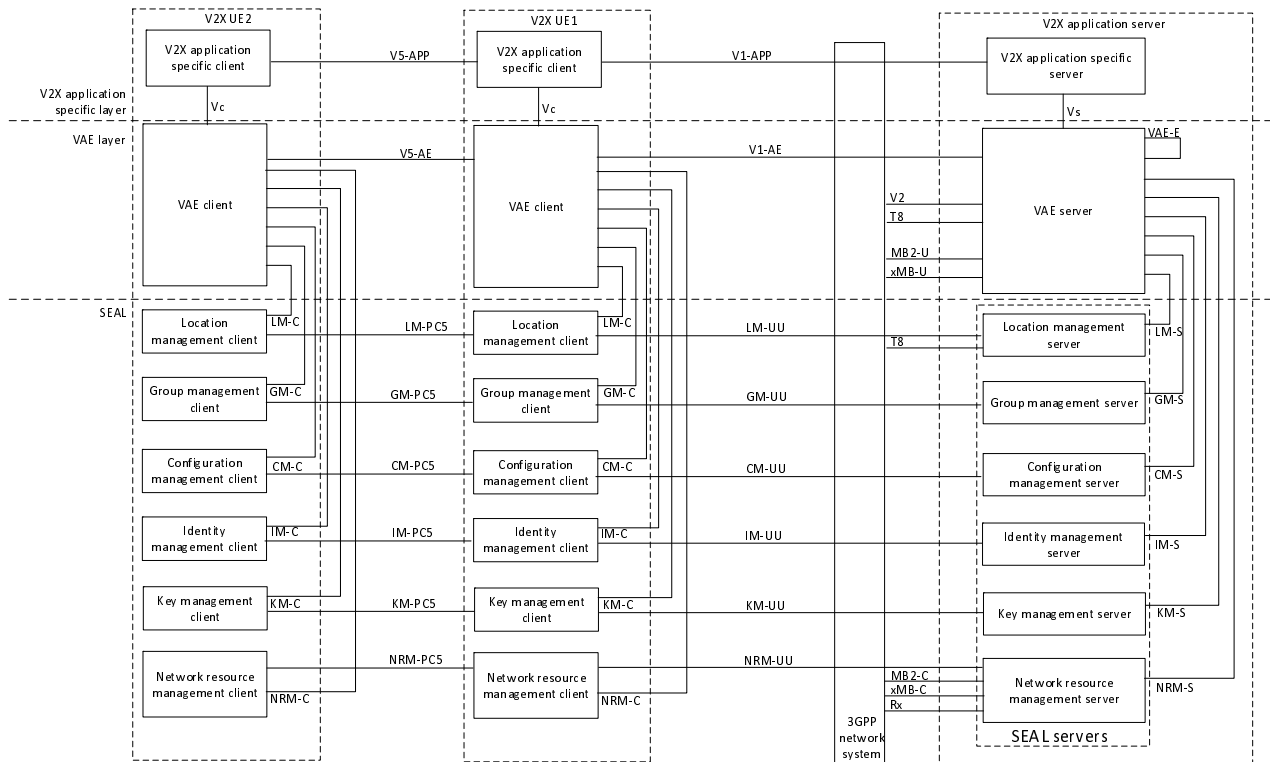 V2X UE2
V2X UE1
V2X application server
V2X application
specific client
V5-APP
V2X application
specific client
V1-APP
V2X application specific
server
V2X application
specific layer
Vc
Vc
Vs
VAE layer
VAE-E
V5-AE
V1-AE
VAE client
VAE client
VAE server
V2
T8
MB2-U
xMB-U
SEAL
Location
management client
LM-C
LM-PC5
Location
management client
LM-C
LM-UU
T8
Location management
server
LM-S
Group management
client
GM-C
GM-PC5
Group management
client
GM-C
GM-UU
Group management server
GM-S
Configuration
management client
CM-C
CM-PC5
Configuration
management client
CM-C
CM-UU
Configuration
management server
CM-S
Identity
management client
IM-C
IM-PC5
Identity
management client
IM-C
IM-UU
Identity management
server
IM-S
Key management
client
KM-C
KM-PC5
Key management
client
KM-C
KM-UU
Key management server
KM-S
Network resource
management client
NRM-C
NRM-PC5
Network resource
management client
NRM-C
NRM-UU
MB2-C
xMB-C
Rx
Network resource
management server
NRM-S
3GPP
network
system
SEAL servers